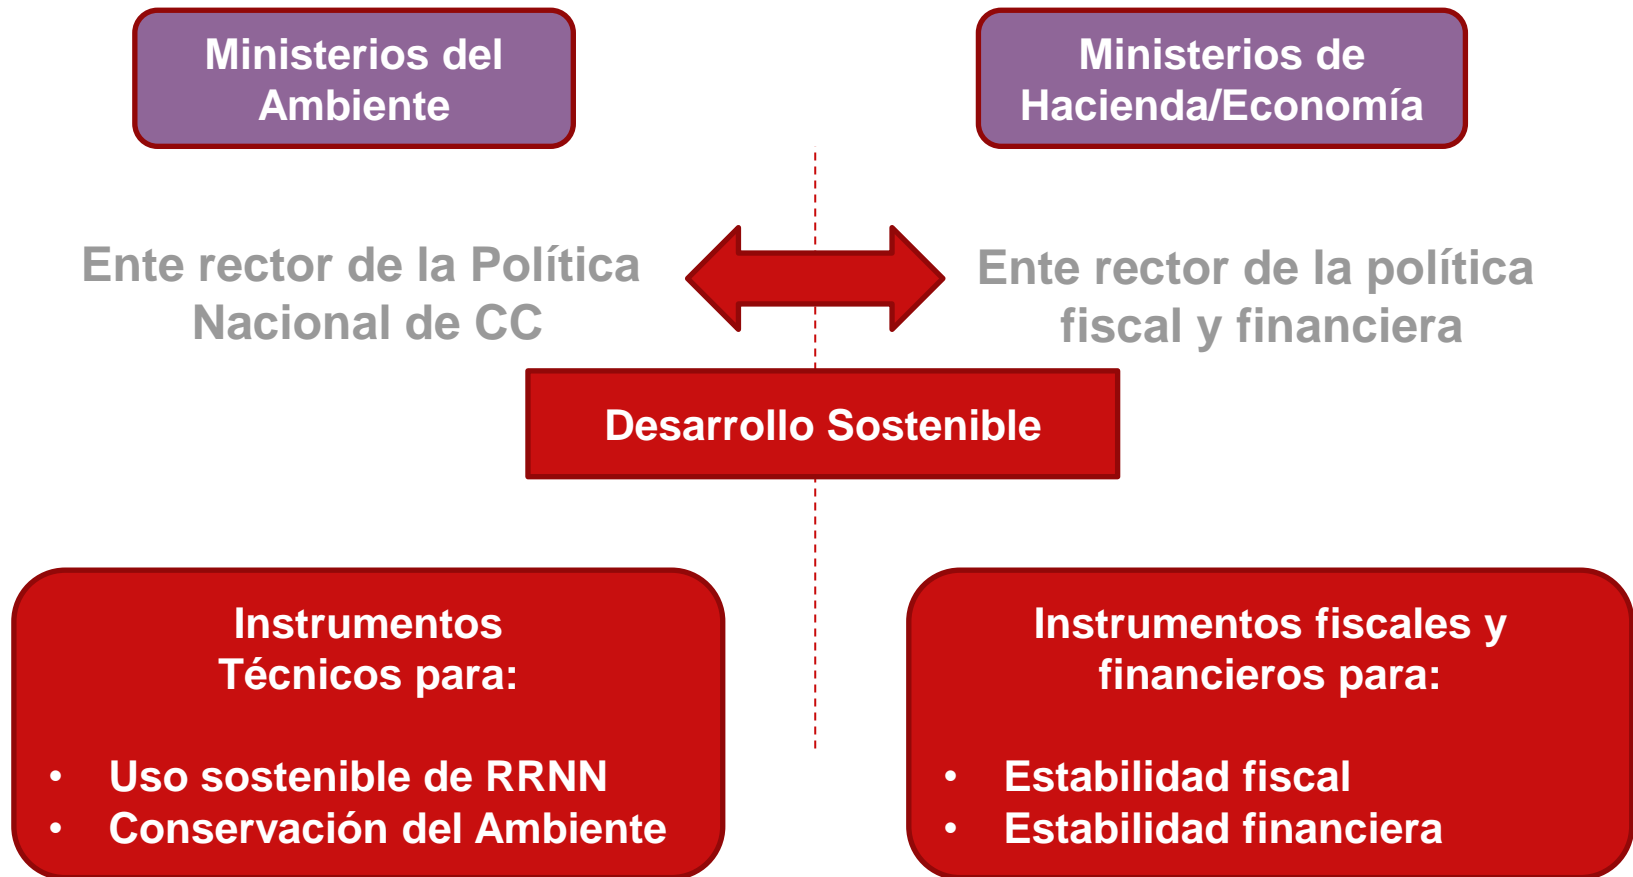 Ministerios del
Ambiente
Ministerios de
Hacienda/Economía
Ente rector de la Política
Nacional de CC
Ente rector de la política
fiscal y financiera
Desarrollo Sostenible
Instrumentos
Técnicos para:
• Uso sostenible de RRNN
• Conservación del Ambiente
Instrumentos fiscales y
financieros para:
• Estabilidad fiscal
• Estabilidad financiera